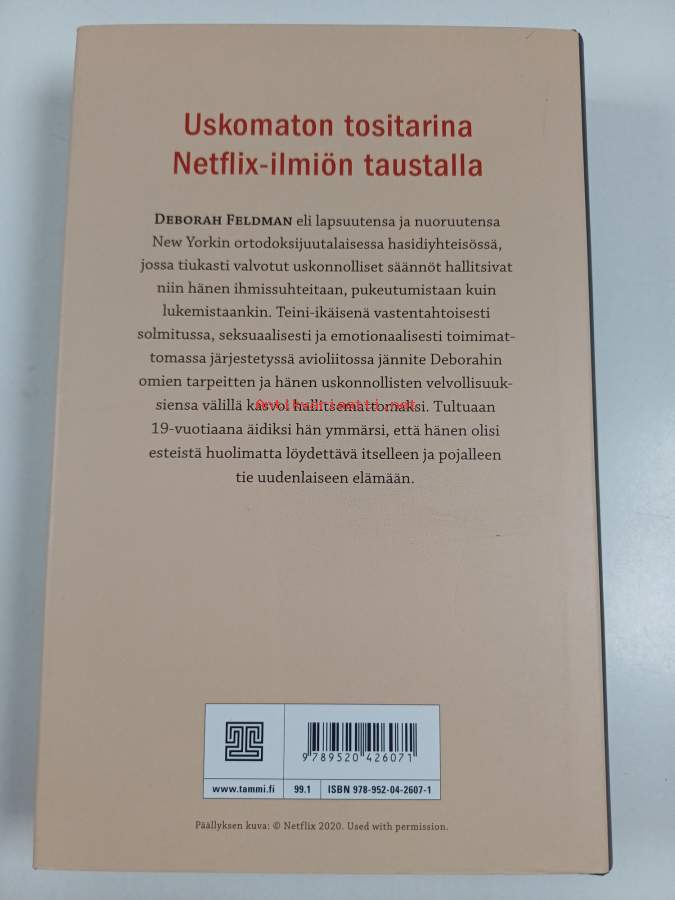 Uskomaton tositarina
Netflix-ilmiön taustalla
DEBORAH FELDMAN eli lapsuutensa ja nuoruutensa
New Yorkin ortodoksijuutalaisessa hasidiyhteisössä,
jossa tiukasti valvotut uskonnolliset säännöt hallitsivat
niin hänen ihmissuhteitaan, pukeutumistaan kuin
lukemistaankin. Teini-ikäisenä vastentahtoisesti
solmitussa, seksuaalisesti ja emotionaalisesti toimimat-
tomassa järjestetyssä avioliitossa jännite Deborahin
omien tarpeitten ja hänen uskonnollisten velvollisuuk-
siensa välillä kasvoi hallitsemattomaksi. Tultuaan
Antikvariaatti.net
19-vuotiaana äidiksi hän ymmärsi, että hänen olisi
esteistä huolimatta löydettävä itselleen ja pojalleen
tie uudenlaiseen elämään.
9 789520 426071
www.tammi.fi 99.1 ISBN 978-952-04-2607-1
Päällyksen kuva: © Netflix 2020. Used with permission.